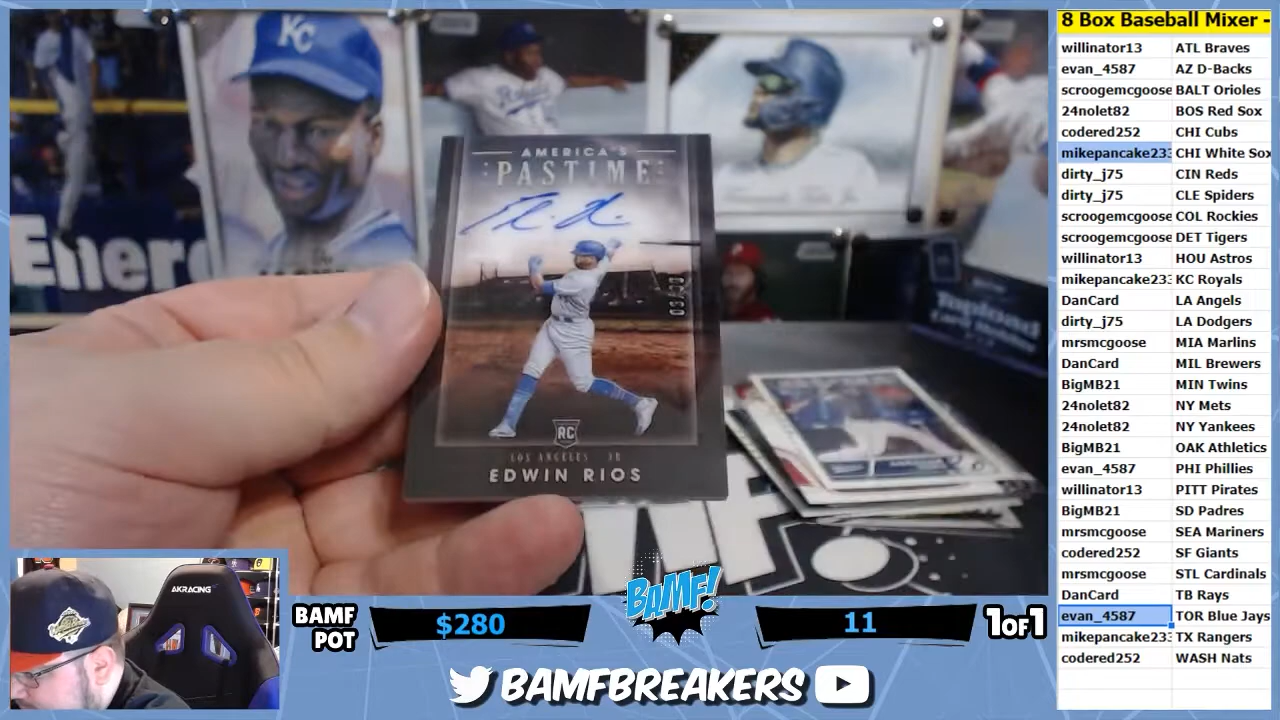 KC
Ener
AMERICA'S
PASTIME
RC
LOS ANGELES
EDWIN RIOS
AKRACING
BAMF
POT
$280
BAMF!
11
1OF1
BAMFBREAKERS
8 Box Baseball Mixer -
willinator13 ATL Braves
evan_4587 AZ D-Backs
scroogemcgoose BALT Orioles
24nolet82 BOS Red Sox
codered252 CHI Cubs
mikepancake233 CHI White Sox
dirty_j75 CIN Reds
dirty_j75 CLE Spiders
scroogemcgoose COL Rockies
scroogemcgoose DET Tigers
willinator13 HOU Astros
mikepancake233 KC Royals
DanCard LA Angels
dirty_j75 LA Dodgers
mrsmcgoose MIA Marlins
DanCard MIL Brewers
BigMB21 MIN Twins
24nolet82 NY Mets
24nolet82 NY Yankees
BigMB21 OAK Athletics
evan_4587 PHI Phillies
willinator13 PITT Pirates
BigMB21 SD Padres
mrsmcgoose SEA Mariners
codered252 SF Giants
mrsmcgoose STL Cardinals
DanCard TB Rays
evan_4587 TOR Blue Jays
mikepancake233 TX Rangers
codered252 WASH Nats